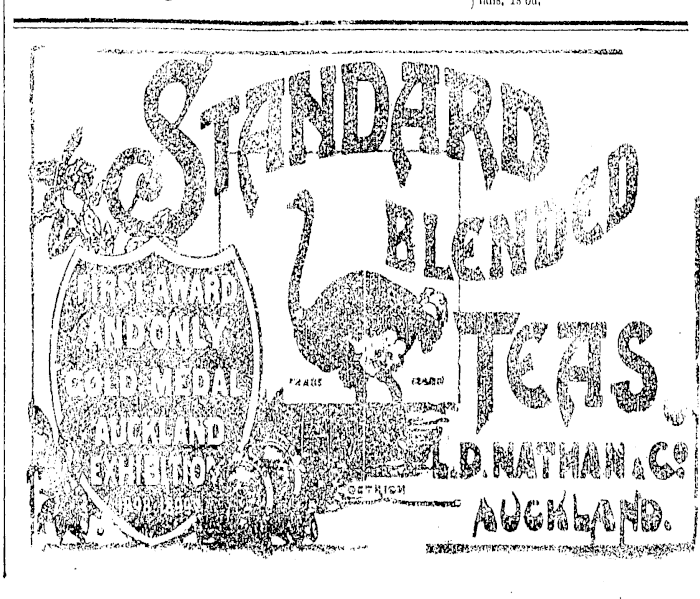 STANDARD
BLENDED
TEAS.
FIRST AWARD
AND ONLY
GOLD MEDAL
AUCKLAND
EXHIBITION
TRADE MARK
OSTRICH
L.D. NATHAN & Co
AUCKLAND.